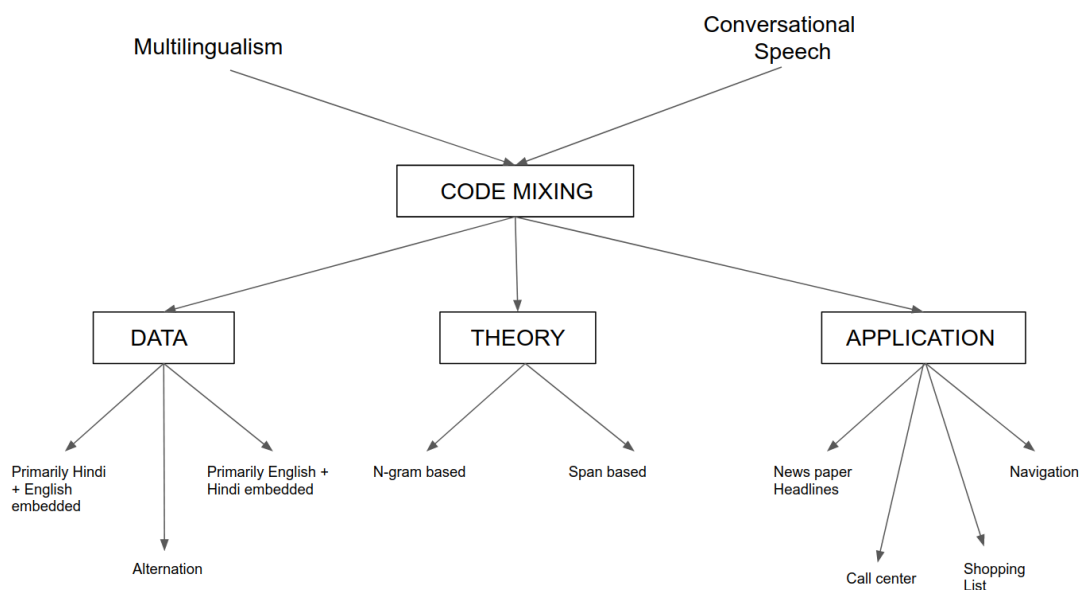 Multilingualism
Conversational
Speech
CODE MIXING
DATA
THEORY
APPLICATION
Primarily Hindi
+ English
embedded
Primarily English +
Hindi embedded
N-gram based
Span based
News paper
Headlines
Navigation
Alternation
Call center
Shopping
List